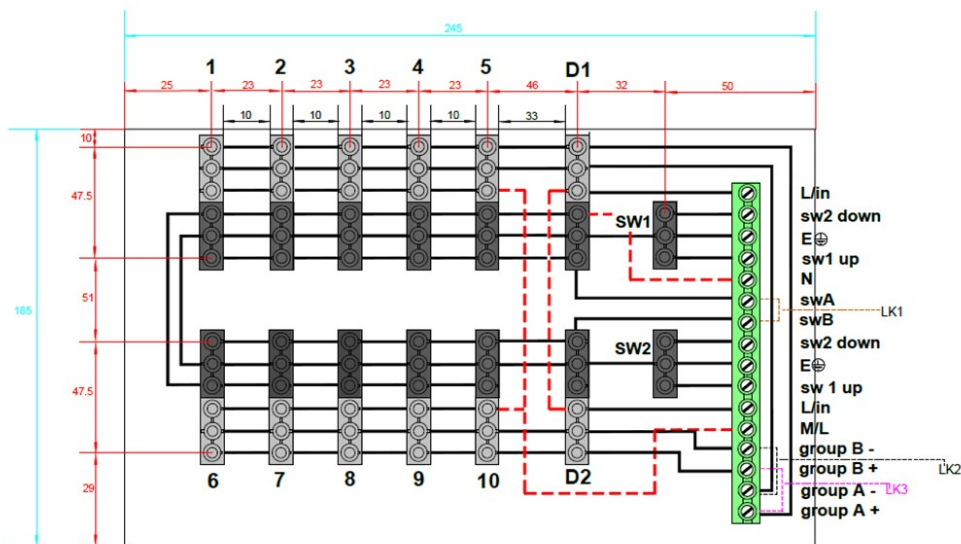 245
1 2 3 4 5 D1
25 23 23 23 23 46 32 50
10 10 10 10 33
10
47.5
51
47.5
29
165
SW1
SW2
L/in
sw2 down
E
sw1 up
N
swA
swB
sw2 down
E
sw 1 up
L/in
M/L
group B -
group B +
group A -
group A +
LK1
LK2
LK3
6 7 8 9 10 D2